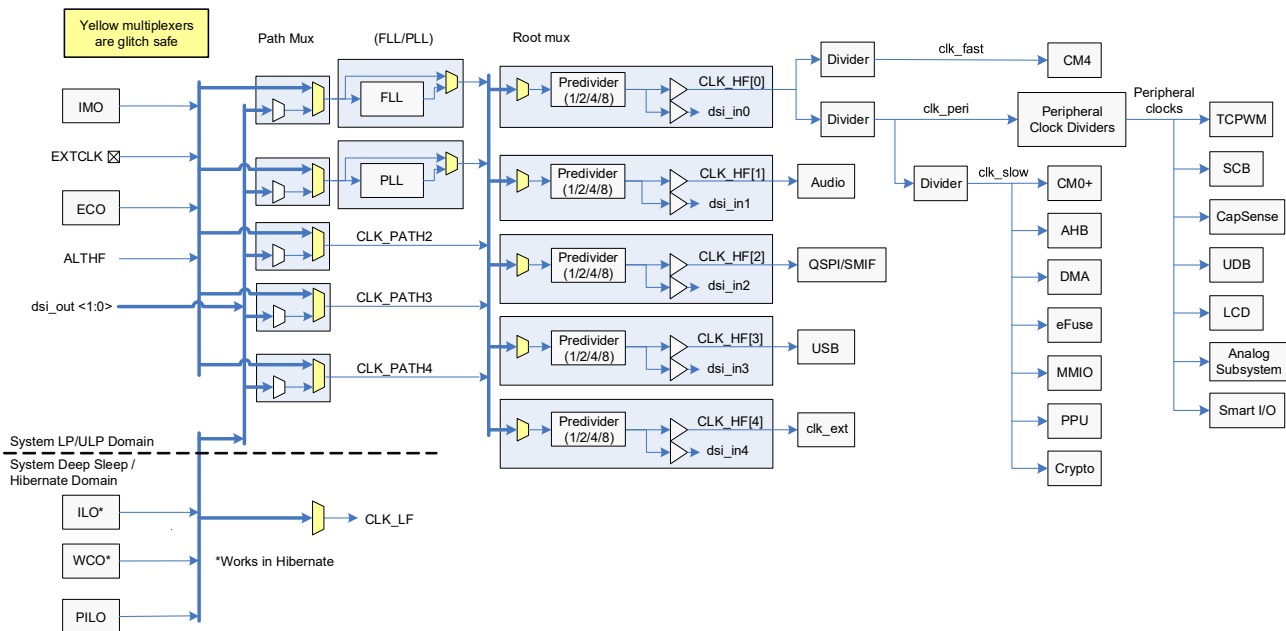 Yellow multiplexers
are glitch safe
Path Mux
(FLL/PLL)
Root mux
IMO
EXTCLK
ECO
ALTHF
dsi_out <1:0>
FLL
PLL
CLK_PATH2
CLK_PATH3
CLK_PATH4
Predivider
(1/2/4/8)
CLK_HF[0]
dsi_in0
Predivider
(1/2/4/8)
CLK_HF[1]
dsi_in1
Predivider
(1/2/4/8)
CLK_HF[2]
dsi_in2
Predivider
(1/2/4/8)
CLK_HF[3]
dsi_in3
Predivider
(1/2/4/8)
CLK_HF[4]
dsi_in4
Audio
QSPI/SMIF
USB
clk_ext
Divider
clk_fast
CM4
Divider
clk_peri
Peripheral
Clock Dividers
Peripheral
clocks
Divider
clk_slow
CM0+
AHB
DMA
eFuse
MMIO
PPU
Crypto
TCPWM
SCB
CapSense
UDB
LCD
Analog
Subsystem
Smart I/O
System LP/ULP Domain
System Deep Sleep /
Hibernate Domain
ILO*
WCO*
PILO
CLK_LF
*Works in Hibernate